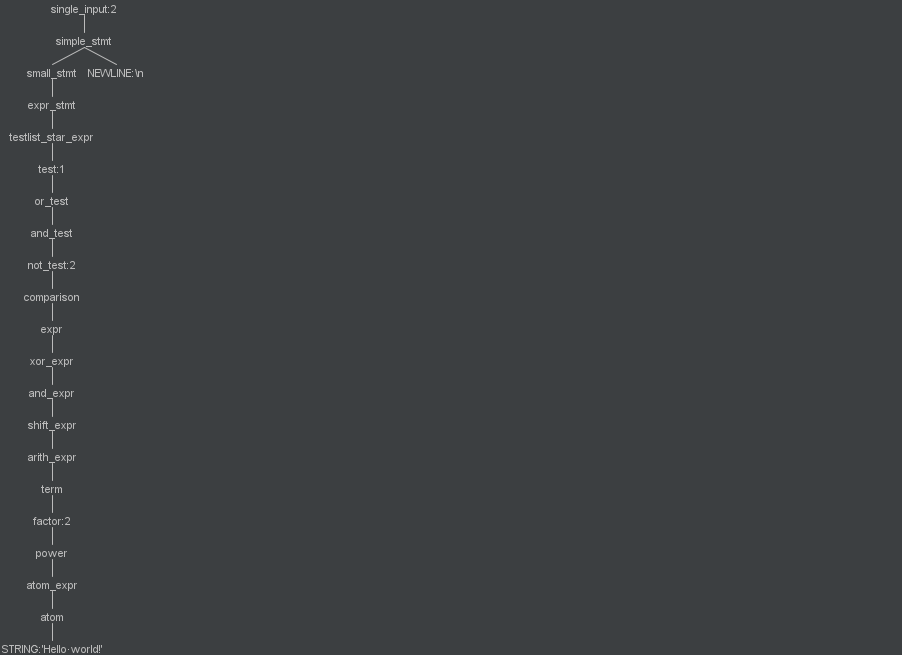 single_input:2
simple_stmt
small_stmt NEWLINE:\n
expr_stmt
testlist_star_expr
test:1
or_test
and_test
not_test:2
comparison
expr
xor_expr
and_expr
shift_expr
arith_expr
term
factor:2
power
atom_expr
atom
STRING:'Hello·world!'